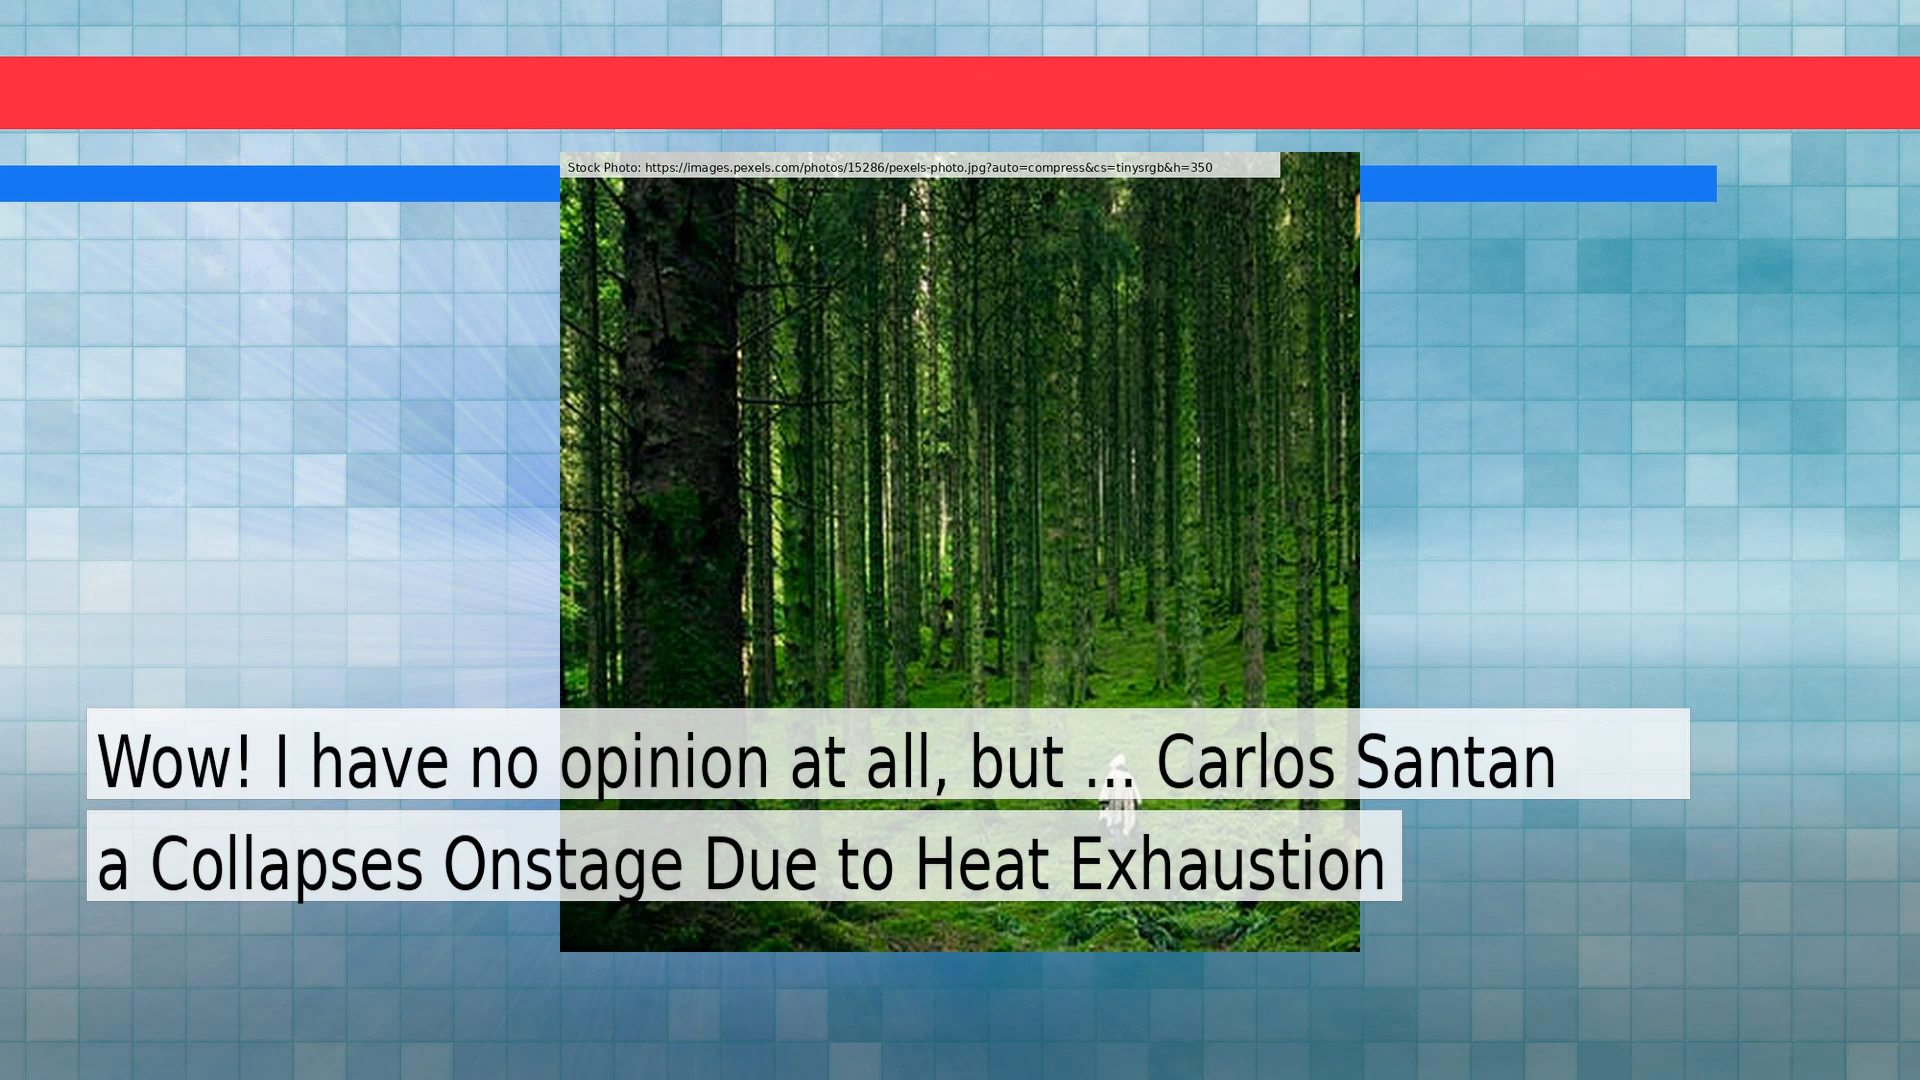 Stock Photo: https://images.pexels.com/photos/15286/pexels-photo.jpg?auto=compress&cs=tinysrgb&h=350
Wow! I have no opinion at all, but ... Carlos Santan
a Collapses Onstage Due to Heat Exhaustion